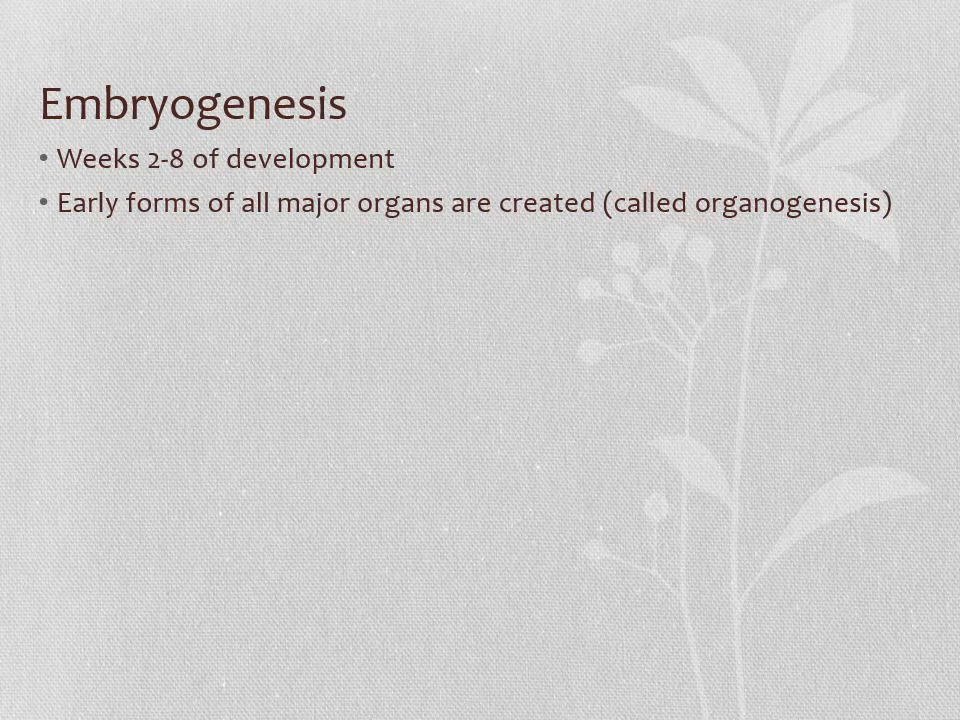 Embryogenesis
• Weeks 2-8 of development
• Early forms of all major organs are created (called organogenesis)